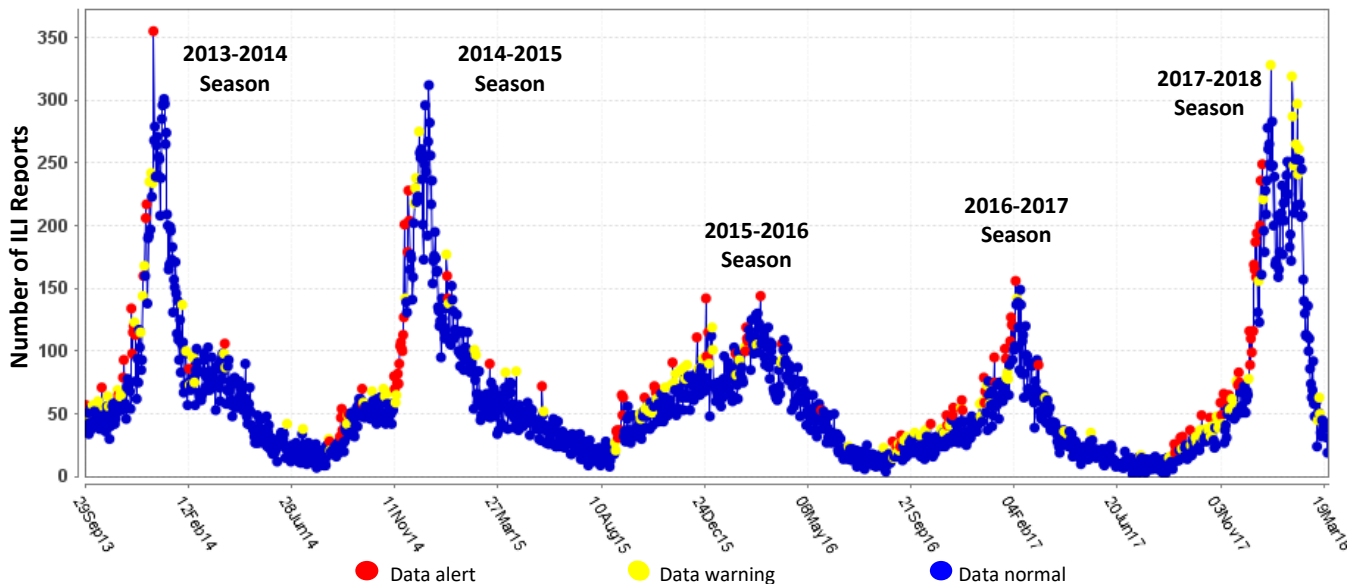 350
300
250
200
150
100
50
0
Number of ILI Reports
2013-2014
Season
2014-2015
Season
2015-2016
Season
2016-2017
Season
2017-2018
Season
29Sep13
12Feb14
28Jun14
11Nov14
27Mar15
10Aug15
24Dec15
08May16
21Sep16
04Feb17
20Jun17
03Nov17
19Mar18
Data alert
Data warning
Data normal